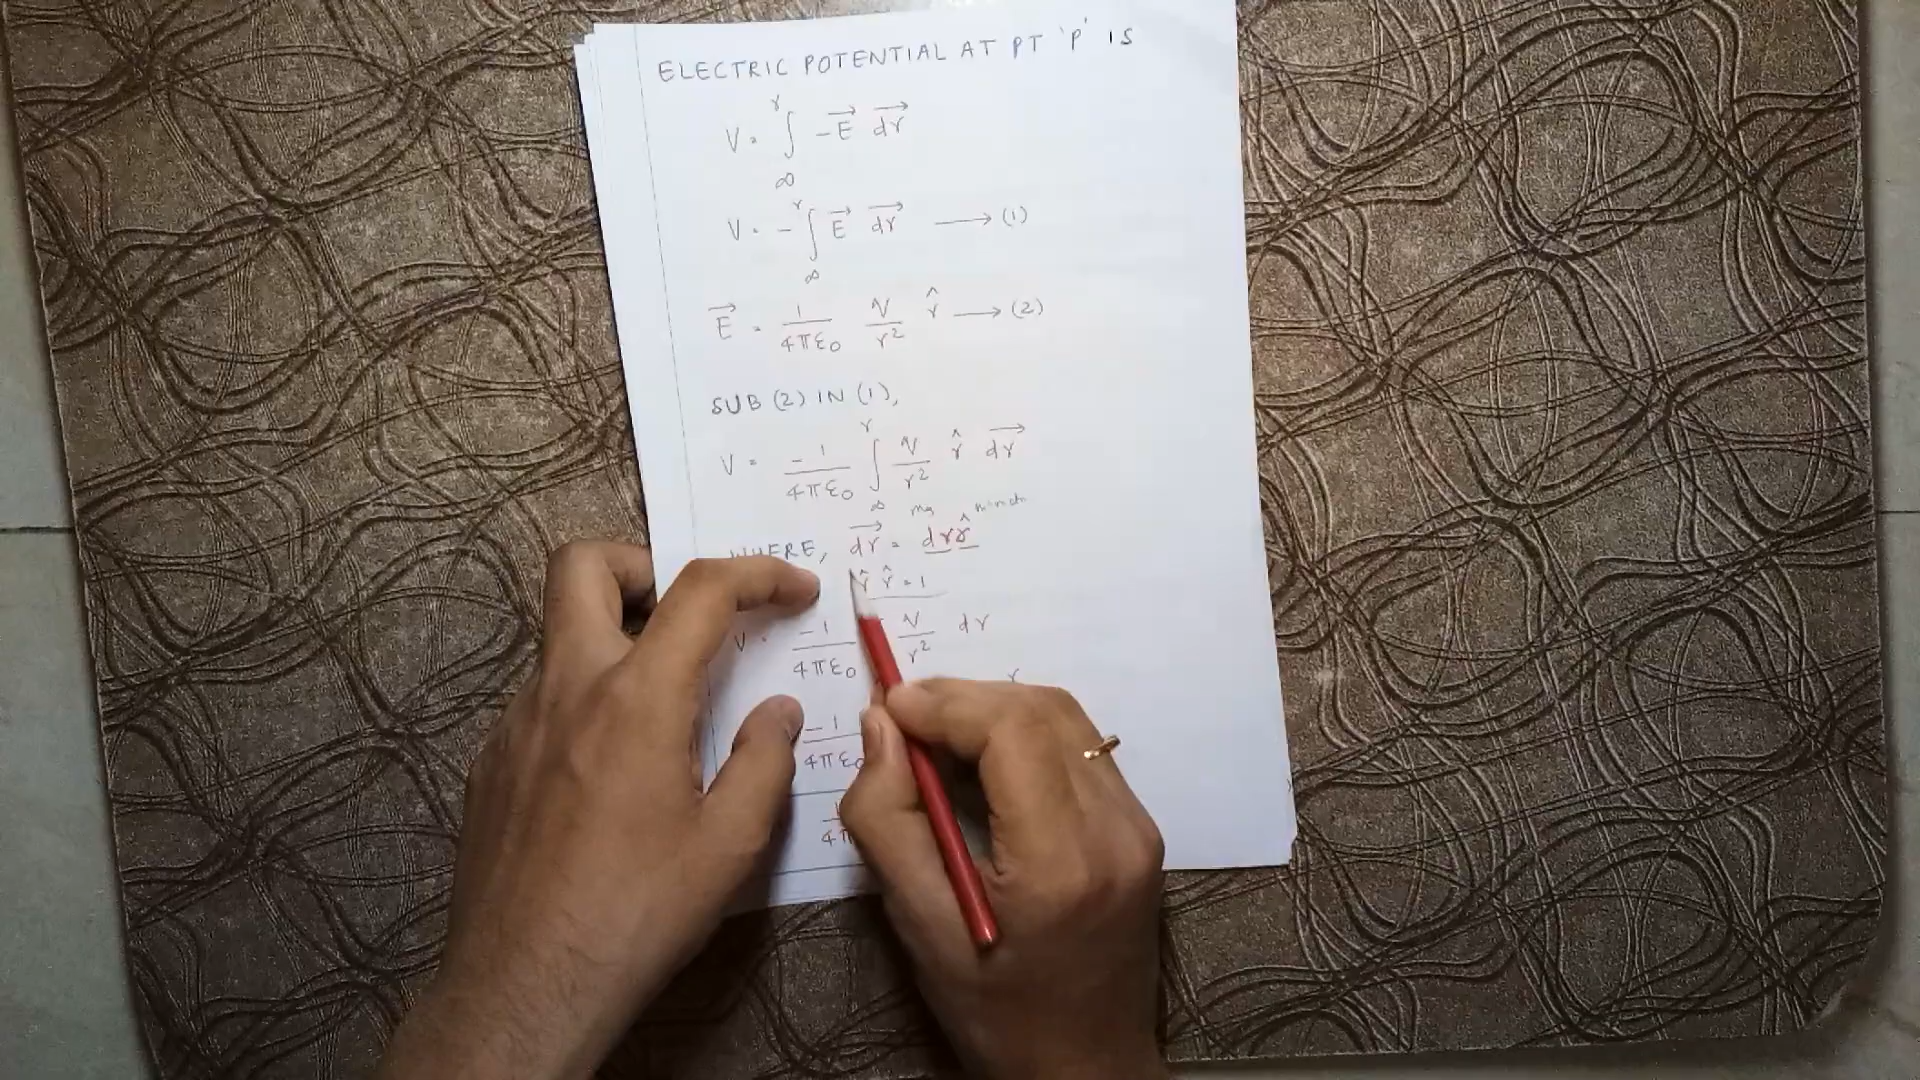 ELECTRIC POTENTIAL AT PT 'P' IS
V = ∫_∞^r -E⃗ dr⃗
V = -∫_∞^r E⃗ dr⃗ ⟶ (1)
E⃗ = 1/4πε0 q/r² r̂ ⟶ (2)
SUB (2) IN (1),
V = -1/4πε0 ∫_∞^r q/r² r̂ dr⃗
WHERE, dr⃗ = dr r̂
r̂ r̂ = 1
V = -1/4πε0 q/r² dr
-1/4πε0 r